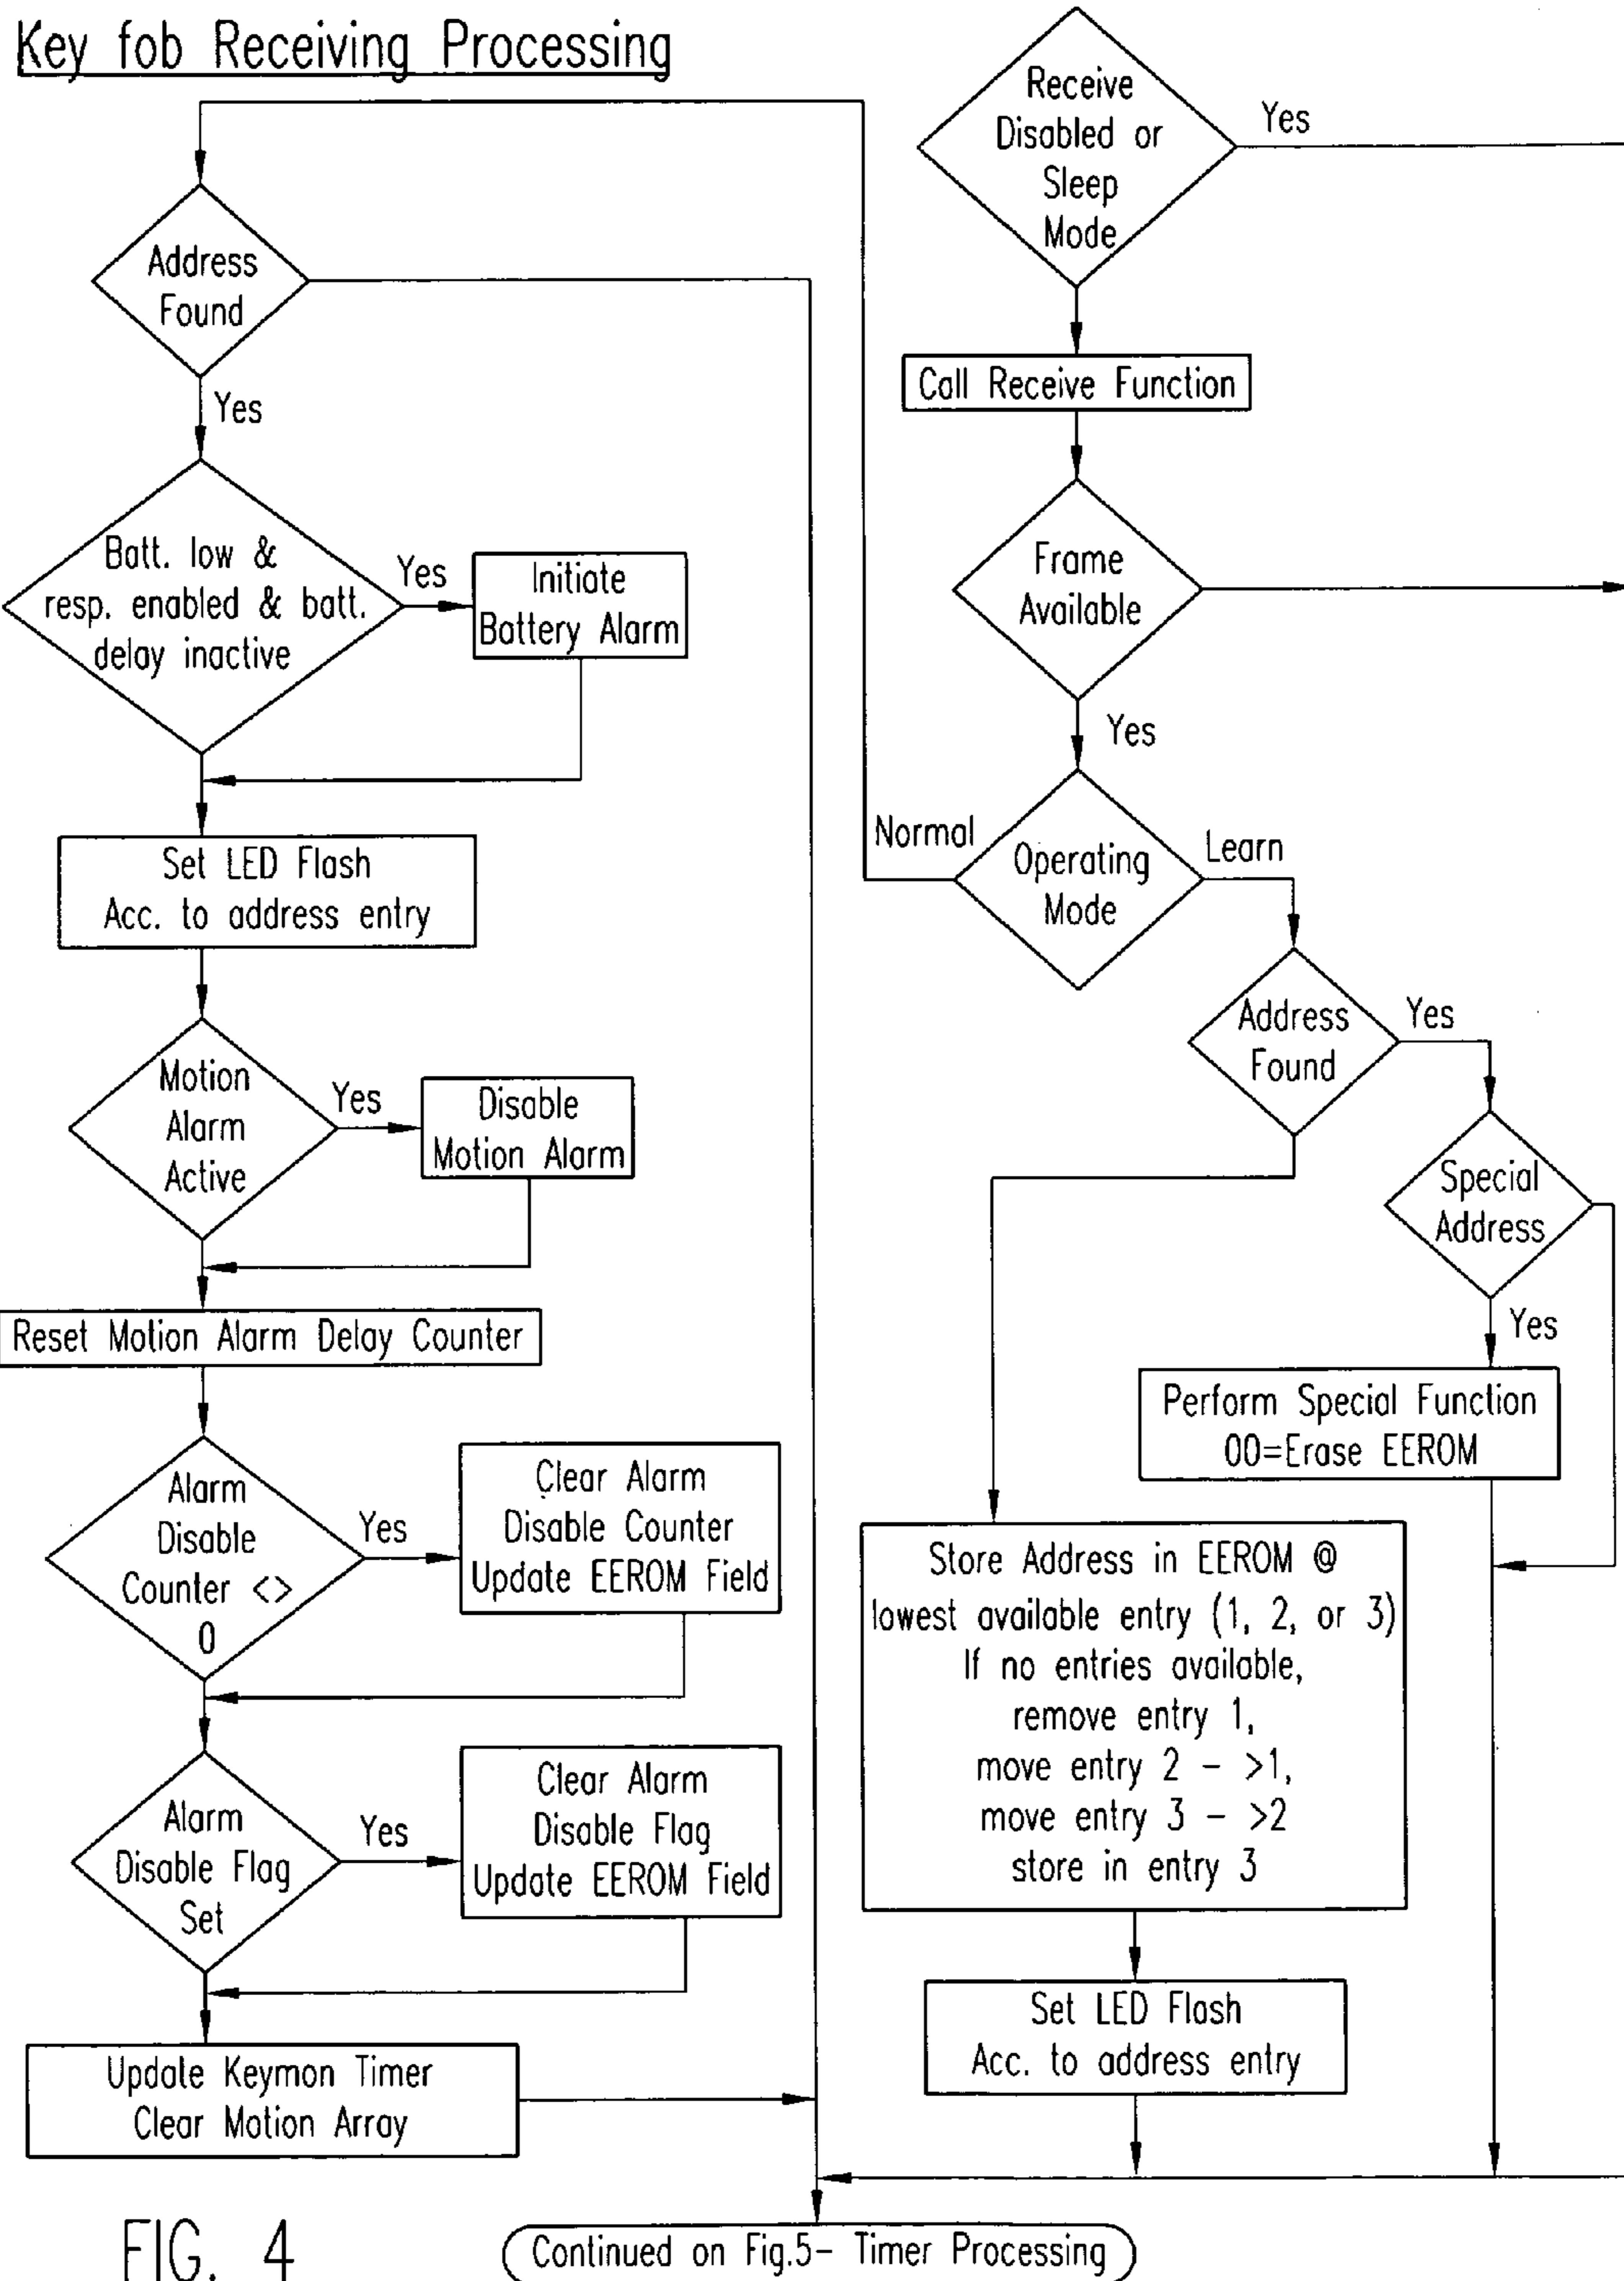 Key fob Receiving Processing
Receive
Disabled or
Sleep
Mode
Yes
Call Receive Function
Frame
Available
Yes
Operating
Mode
Normal
Learn
Address
Found
Yes
Batt. low &
resp. enabled & batt.
delay inactive
Yes
Initiate
Battery Alarm
Set LED Flash
Acc. to address entry
Motion
Alarm
Active
Yes
Disable
Motion Alarm
Reset Motion Alarm Delay Counter
Alarm
Disable
Counter <>
0
Yes
Clear Alarm
Disable Counter
Update EEROM Field
Alarm
Disable Flag
Set
Yes
Clear Alarm
Disable Flag
Update EEROM Field
Update Keymon Timer
Clear Motion Array
Address
Found
Yes
Special
Address
Yes
Perform Special Function
00=Erase EEROM
Store Address in EEROM @
lowest available entry (1, 2, or 3)
If no entries available,
remove entry 1,
move entry 2 - >1,
move entry 3 - >2
store in entry 3
Set LED Flash
Acc. to address entry
Continued on Fig.5- Timer Processing
FIG. 4